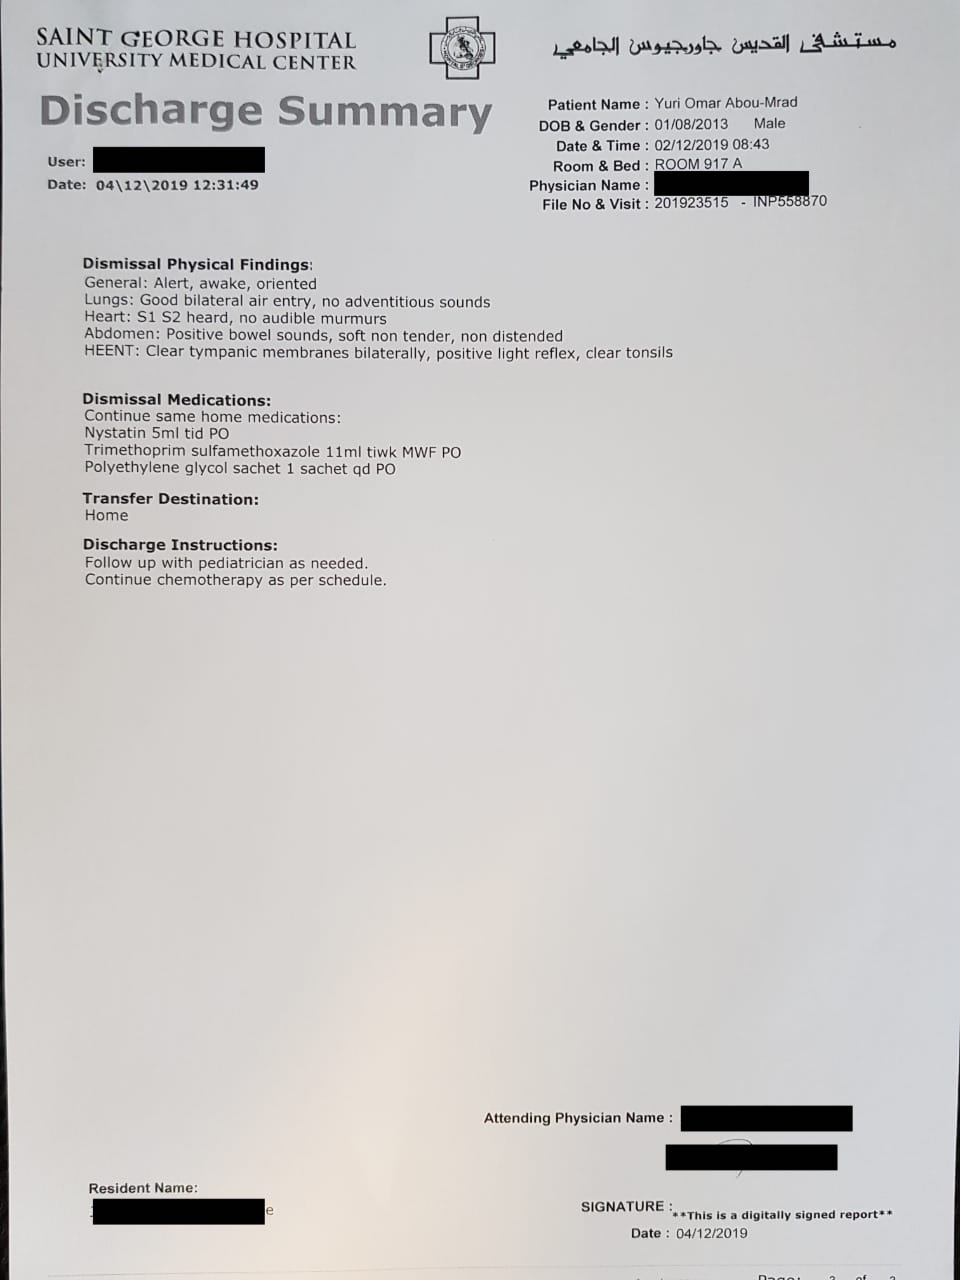 SAINT GEORGE HOSPITAL
UNIVERSITY MEDICAL CENTER
مستشفى القديس جاورجيوس الجامعي
Discharge Summary
User:
Date: 04\12\2019 12:31:49
Patient Name : Yuri Omar Abou-Mrad
DOB & Gender : 01/08/2013 Male
Date & Time : 02/12/2019 08:43
Room & Bed : ROOM 917 A
Physician Name :
File No & Visit : 201923515 - INP558870
Dismissal Physical Findings:
General: Alert, awake, oriented
Lungs: Good bilateral air entry, no adventitious sounds
Heart: S1 S2 heard, no audible murmurs
Abdomen: Positive bowel sounds, soft non tender, non distended
HEENT: Clear tympanic membranes bilaterally, positive light reflex, clear tonsils
Dismissal Medications:
Continue same home medications:
Nystatin 5ml tid PO
Trimethoprim sulfamethoxazole 11ml tiwk MWF PO
Polyethylene glycol sachet 1 sachet qd PO
Transfer Destination:
Home
Discharge Instructions:
Follow up with pediatrician as needed.
Continue chemotherapy as per schedule.
Attending Physician Name :
Resident Name:
e
SIGNATURE : **This is a digitally signed report**
Date : 04/12/2019
Page: of